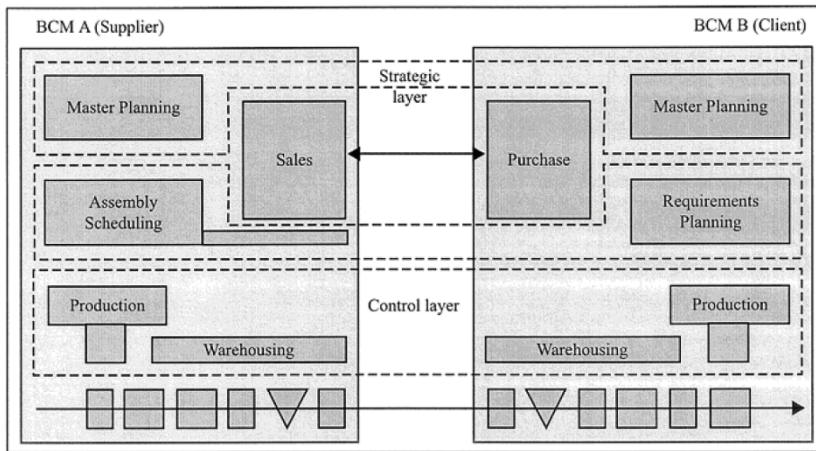 BCM A (Supplier)
BCM B (Client)
Strategic
layer
Master Planning
Master Planning
Sales
Purchase
Assembly
Scheduling
Requirements
Planning
Production
Control layer
Production
Warehousing
Warehousing